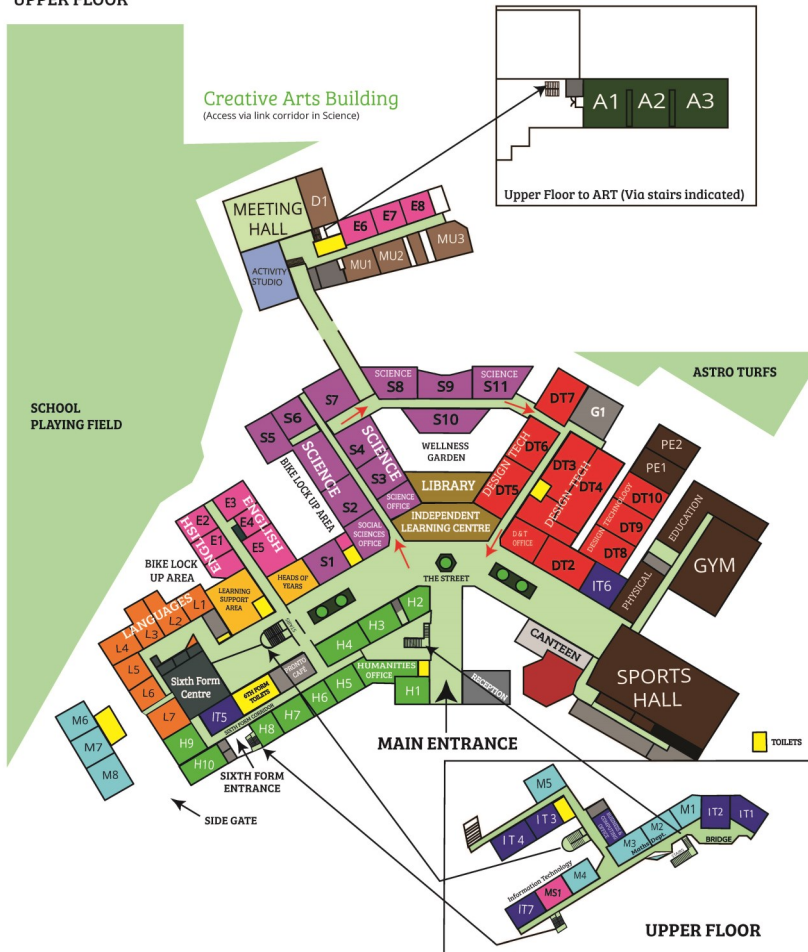 UPPER FLOOR
Creative Arts Building
(Access via link corridor in Science)
A1 A2 A3
Upper Floor to ART (Via stairs indicated)
MEETING
HALL
D1
E6 E7 E8
ACTIVITY
STUDIO
MU1 MU2 MU3
SCHOOL
PLAYING FIELD
ASTRO TURFS
SCIENCE
S8
S9
SCIENCE
S11
S10
S7
S6
S5
S4
S3
S2
S1
SCIENCE
SCIENCE
SCIENCE
OFFICE
SOCIAL
SCIENCES
OFFICE
BIKE LOCK UP AREA
WELLNESS
GARDEN
LIBRARY
INDEPENDENT
LEARNING CENTRE
DESIGN TECH
DT7
G1
DT6
DT5
DT3
DT4
DESIGN TECH
D&T
OFFICE
DT2
PE2
PE1
DT10
DT9
DT8
DESIGN TECHNOLOGY
IT6
PHYSICAL
EDUCATION
GYM
SPORTS
HALL
CANTEEN
THE STREET
E3
E2
E4
E1
E5
ENGLISH
ENGLISH
BIKE LOCK
UP AREA
HEADS OF
YEARS
LEARNING
SUPPORT
AREA
LANGUAGES
L1
L2
L3
L4
L5
L6
L7
Sixth Form
Centre
IT5
6TH FORM
TOILETS
PRONTO
CAFÉ
SIXTH FORM CORRIDOR
H2
H3
H4
HUMANITIES
OFFICE
H1
H5
H6
H7
H8
H9
H10
RECEPTION
MAIN ENTRANCE
SIXTH FORM
ENTRANCE
SIDE GATE
M6
M7
M8
TOILETS
M5
IT 3
IT 4
M1
M2
M3
Maths Dept.
IT2
IT1
BRIDGE
Information Technology
M4
MS1
IT7
UPPER FLOOR